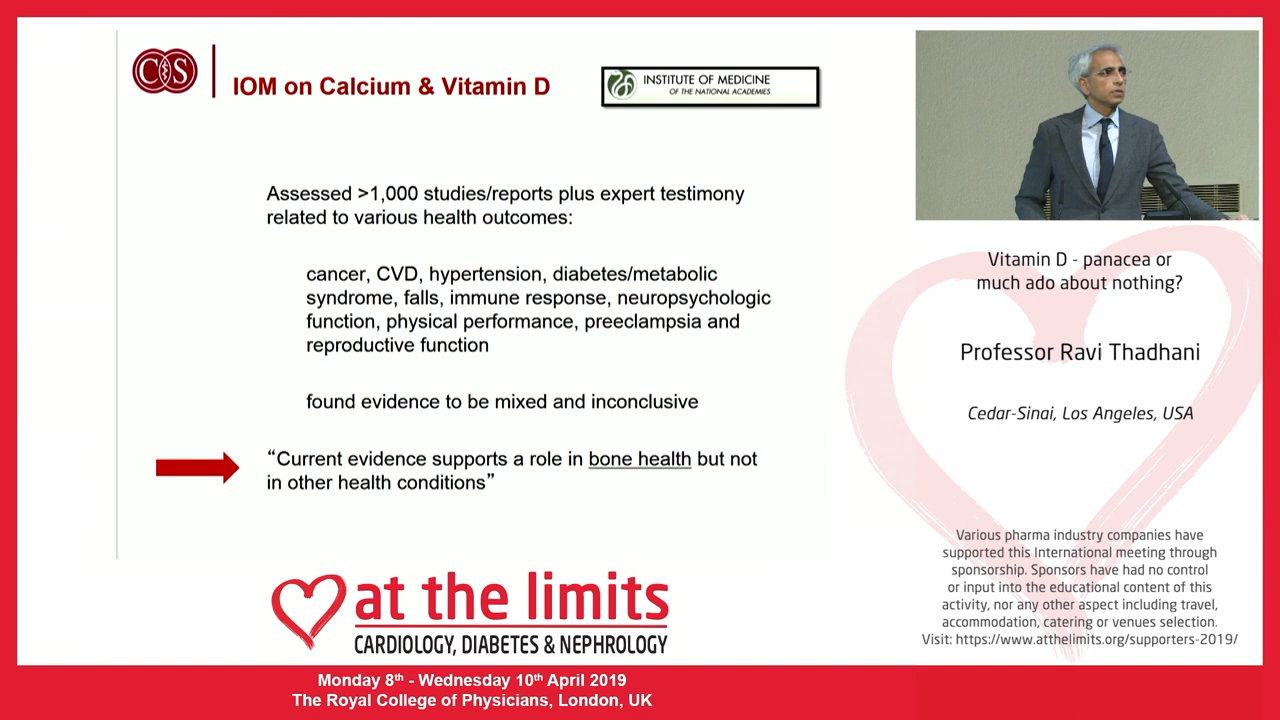 CS
IOM on Calcium & Vitamin D
INSTITUTE OF MEDICINE
OF THE NATIONAL ACADEMIES
Assessed >1,000 studies/reports plus expert testimony
related to various health outcomes:
cancer, CVD, hypertension, diabetes/metabolic
syndrome, falls, immune response, neuropsychologic
function, physical performance, preeclampsia and
reproductive function
found evidence to be mixed and inconclusive
“Current evidence supports a role in bone health but not
in other health conditions”
at the limits
CARDIOLOGY, DIABETES & NEPHROLOGY
Monday 8th - Wednesday 10th April 2019
The Royal College of Physicians, London, UK
Vitamin D - panacea or
much ado about nothing?
Professor Ravi Thadhani
Cedar-Sinai, Los Angeles, USA
Various pharma industry companies have
supported this International meeting through
sponsorship. Sponsors have had no control
or input into the educational content of this
activity, nor any other aspect including travel,
accommodation, catering or venues selection.
Visit: https://www.atthelimits.org/supporters-2019/